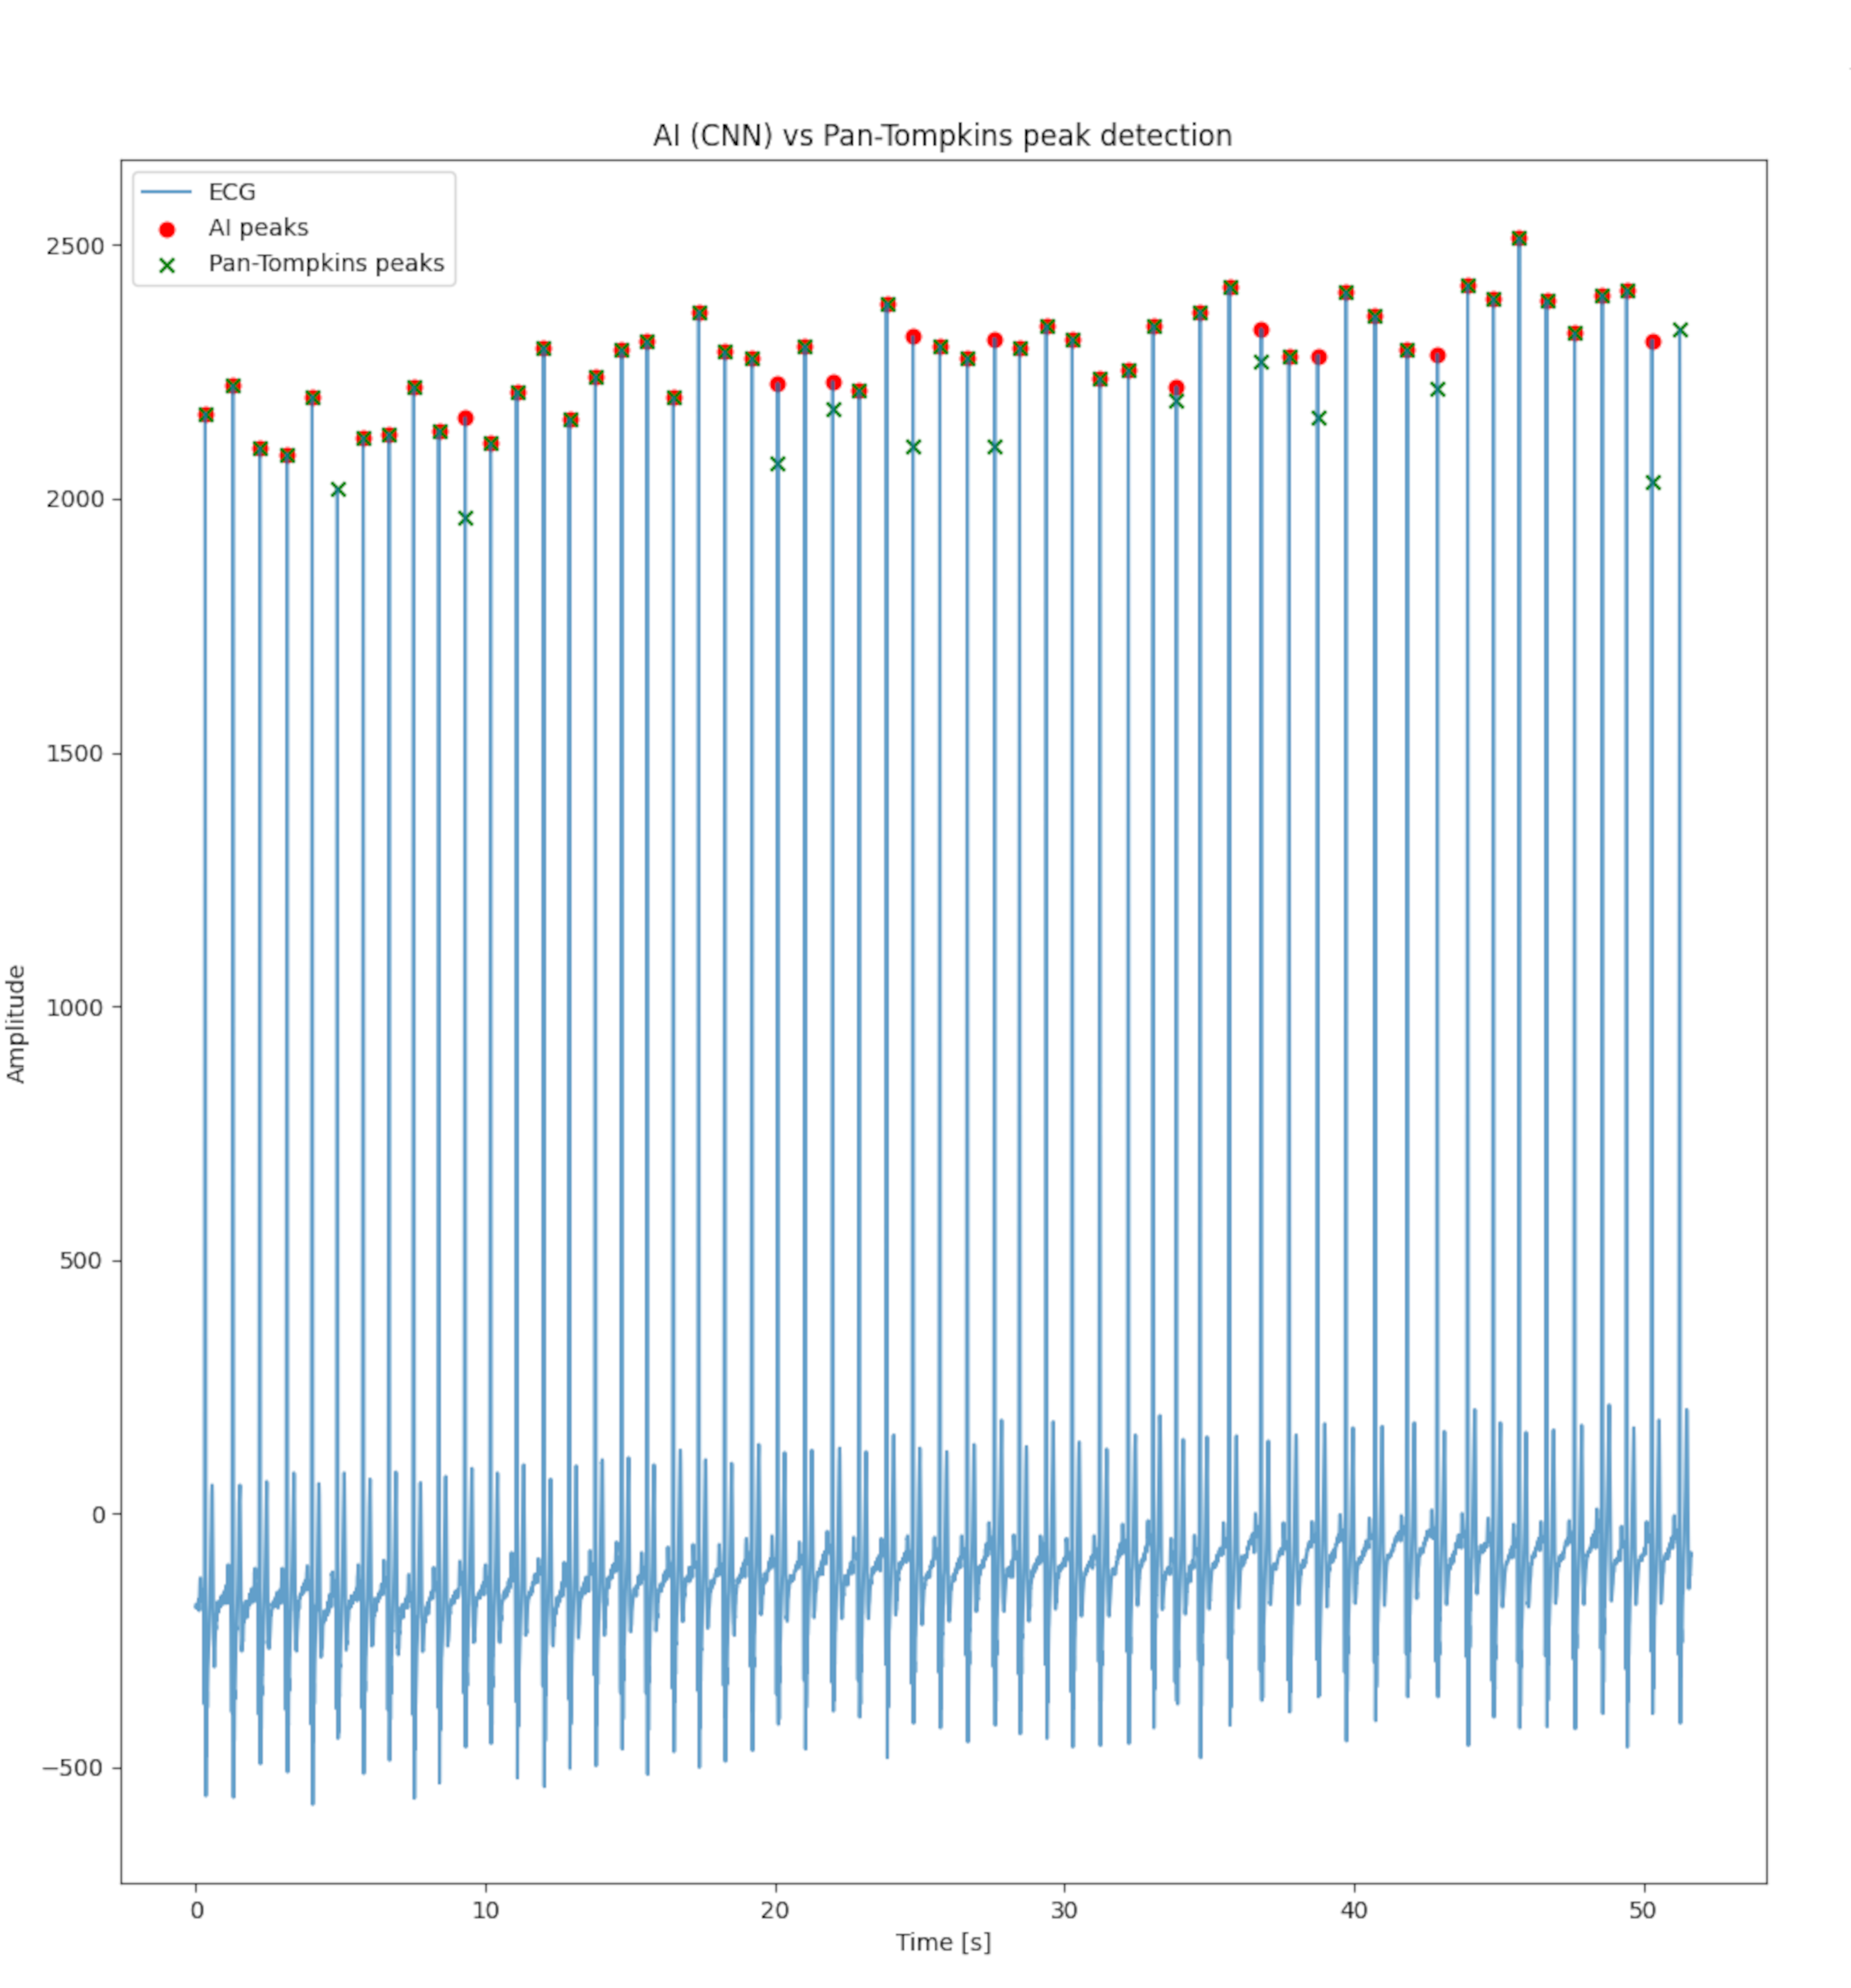 AI (CNN) vs Pan-Tompkins peak detection
ECG
AI peaks
Pan-Tompkins peaks
2500
2000
1500
1000
500
0
−500
Amplitude
0 10 20 30 40 50
Time [s]